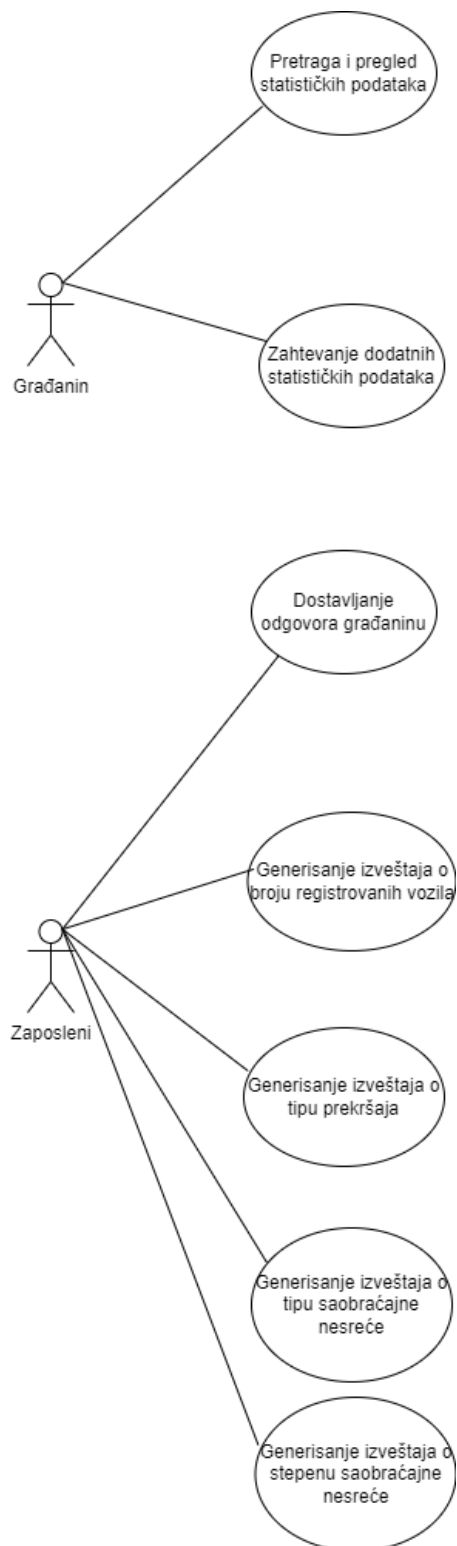 Pretraga i pregled
statističkih podataka
Građanin
Zahtevanje dodatnih
statističkih podataka
Dostavljanje
odgovora građaninu
Generisanje izveštaja o
broju registrovanih vozila
Zaposleni
Generisanje izveštaja o
tipu prekršaja
Generisanje izveštaja o
tipu saobraćajne
nesreće
Generisanje izveštaja o
stepenu saobraćajne
nesreće